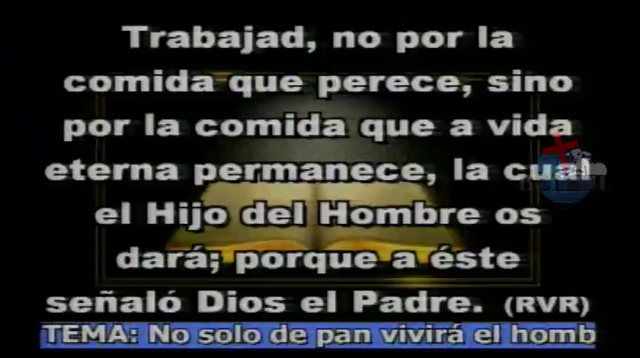 Trabajad, no por la
comida que perece, sino
por la comida que a vida
eterna permanece, la cual
el Hijo del Hombre os
dará; porque a éste
señaló Dios el Padre. (RVR)
TEMA: No solo de pan vivirá el homb